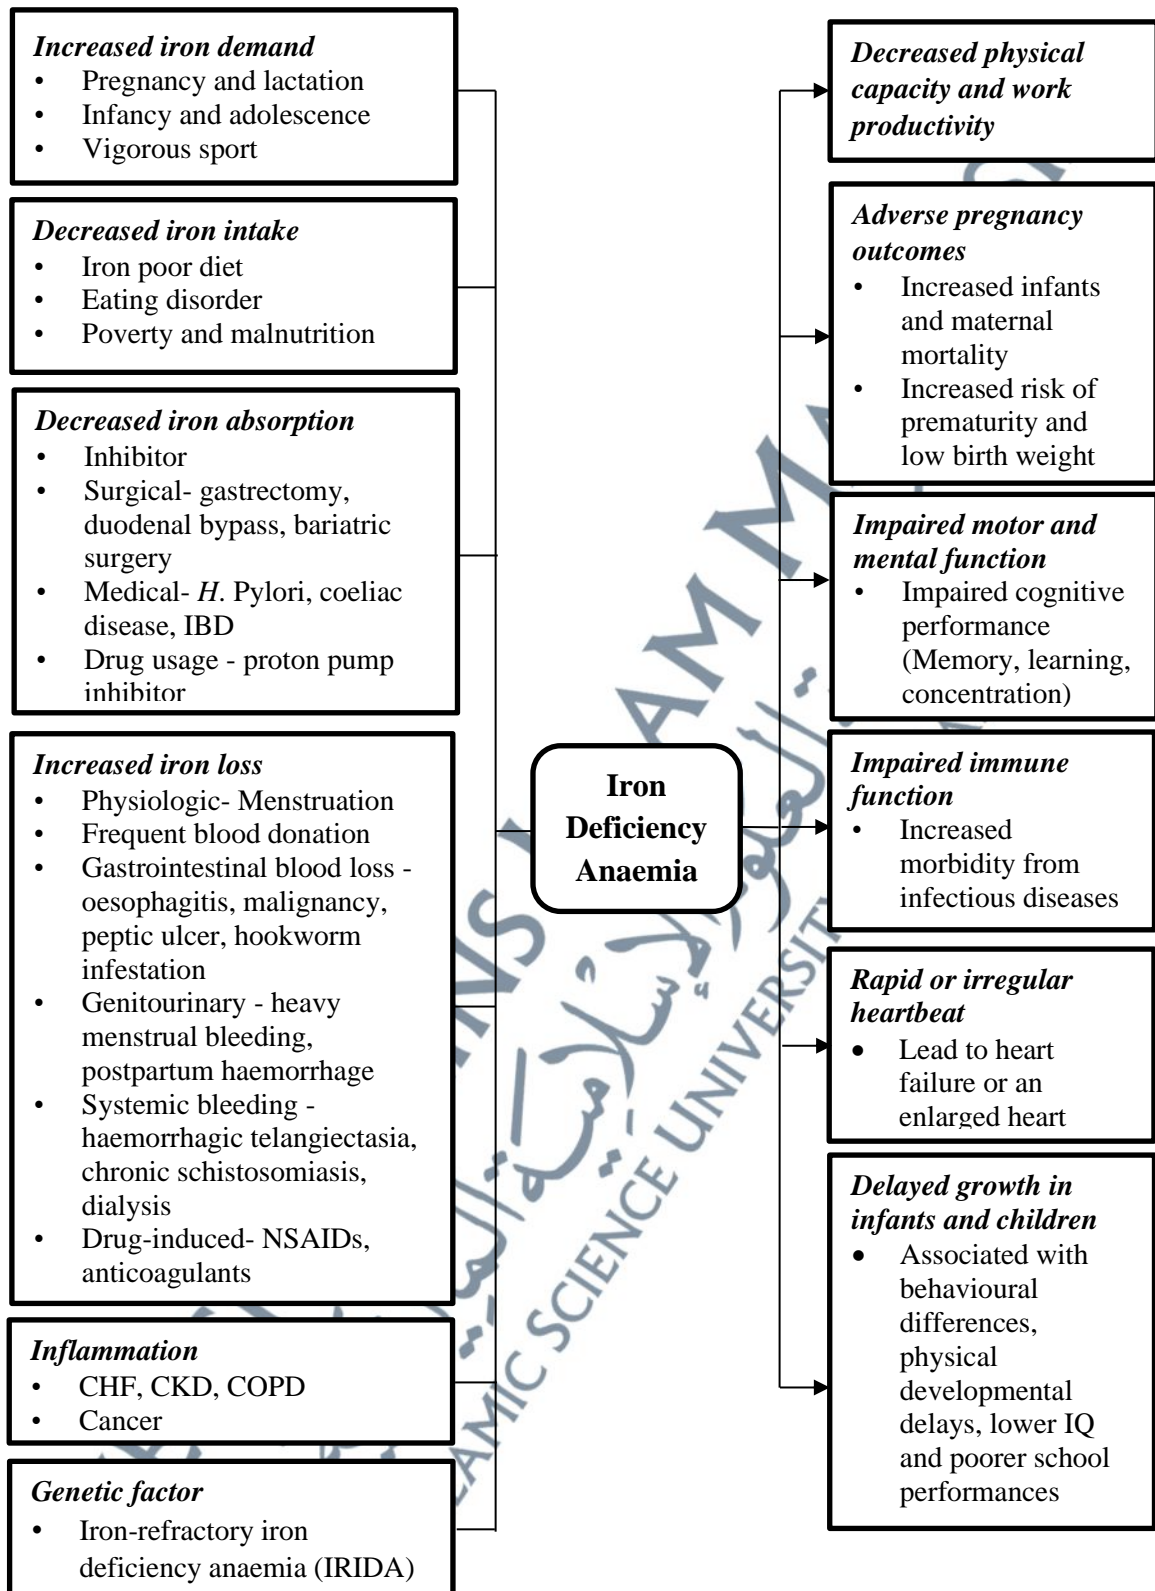 Increased iron demand
• Pregnancy and lactation
• Infancy and adolescence
• Vigorous sport
Decreased iron intake
• Iron poor diet
• Eating disorder
• Poverty and malnutrition
Decreased iron absorption
• Inhibitor
• Surgical- gastrectomy,
duodenal bypass, bariatric
surgery
• Medical- H. Pylori, coeliac
disease, IBD
• Drug usage - proton pump
inhibitor
Increased iron loss
• Physiologic- Menstruation
• Frequent blood donation
• Gastrointestinal blood loss -
oesophagitis, malignancy,
peptic ulcer, hookworm
infestation
• Genitourinary - heavy
menstrual bleeding,
postpartum haemorrhage
• Systemic bleeding -
haemorrhagic telangiectasia,
chronic schistosomiasis,
dialysis
• Drug-induced- NSAIDs,
anticoagulants
Inflammation
• CHF, CKD, COPD
• Cancer
Genetic factor
• Iron-refractory iron
deficiency anaemia (IRIDA)
Iron
Deficiency
Anaemia
Decreased physical
capacity and work
productivity
Adverse pregnancy
outcomes
• Increased infants
and maternal
mortality
• Increased risk of
prematurity and
low birth weight
Impaired motor and
mental function
• Impaired cognitive
performance
(Memory, learning,
concentration)
Impaired immune
function
• Increased
morbidity from
infectious diseases
Rapid or irregular
heartbeat
• Lead to heart
failure or an
enlarged heart
Delayed growth in
infants and children
• Associated with
behavioural
differences,
physical
developmental
delays, lower IQ
and poorer school
performances